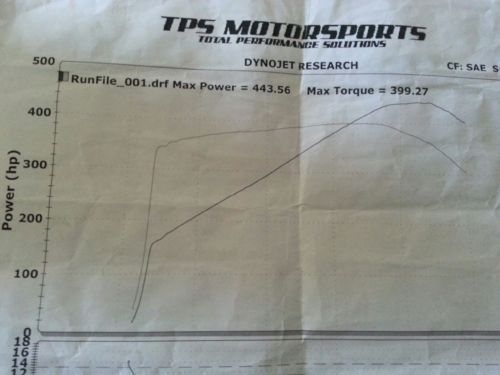 TPS MOTORSPORTS
TOTAL PERFORMANCE SOLUTIONS
DYNOJET RESEARCH
CF: SAE S
RunFile_001.drf Max Power = 443.56 Max Torque = 399.27
Power (hp)
500
400
300
200
100
0
18
16
14
12